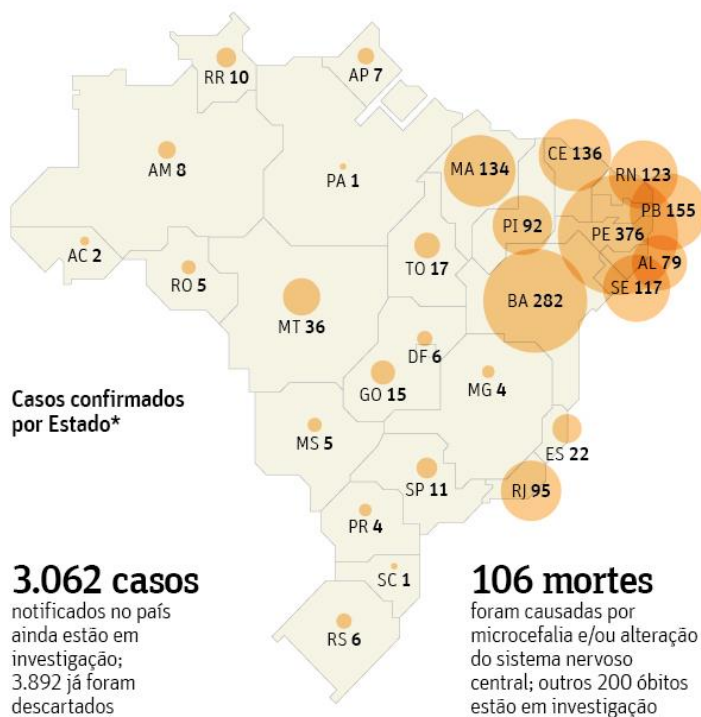 RR 10
AP 7
AM 8
PA 1
MA 134
CE 136
RN 123
PI 92
PB 155
PE 376
AC 2
RO 5
TO 17
AL 79
SE 117
MT 36
BA 282
DF 6
GO 15
MG 4
Casos confirmados
por Estado*
MS 5
ES 22
SP 11
RJ 95
PR 4
SC 1
RS 6
3.062 casos
notificados no país
ainda estão em
investigação;
3.892 já foram
descartados
106 mortes
foram causadas por
microcefalia e/ou alteração
do sistema nervoso
central; outros 200 óbitos
estão em investigação